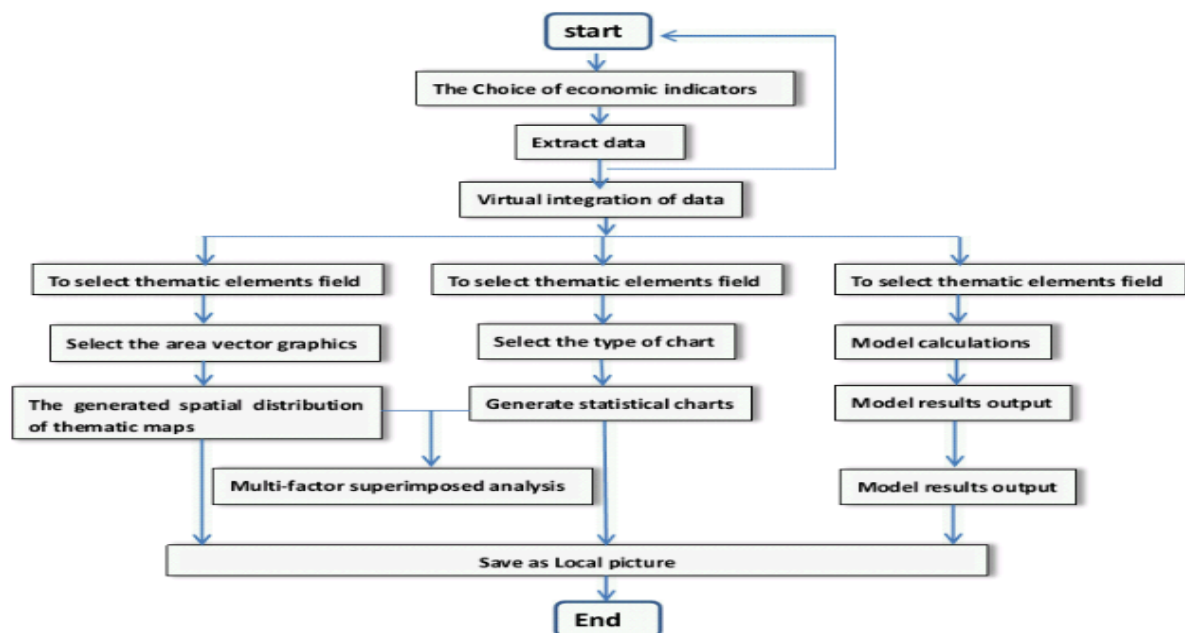 start
The Choice of economic indicators
Extract data
Virtual integration of data
To select thematic elements field
To select thematic elements field
To select thematic elements field
Select the area vector graphics
Select the type of chart
Model calculations
The generated spatial distribution
of thematic maps
Generate statistical charts
Model results output
Multi-factor superimposed analysis
Model results output
Save as Local picture
End